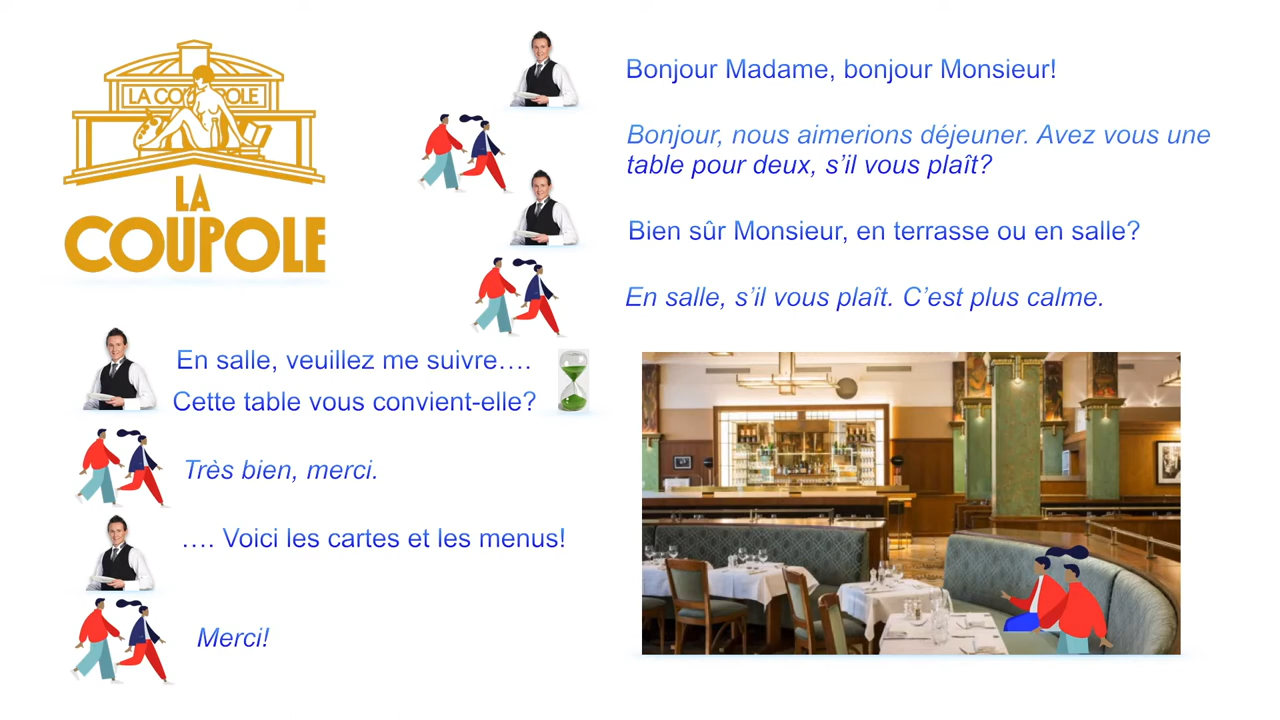 LA COUPOLE
LA
COUPOLE
Bonjour Madame, bonjour Monsieur!
Bonjour, nous aimerions déjeuner. Avez vous une
table pour deux, s’il vous plaît?
Bien sûr Monsieur, en terrasse ou en salle?
En salle, s’il vous plaît. C’est plus calme.
En salle, veuillez me suivre….
Cette table vous convient-elle?
Très bien, merci.
…. Voici les cartes et les menus!
Merci!